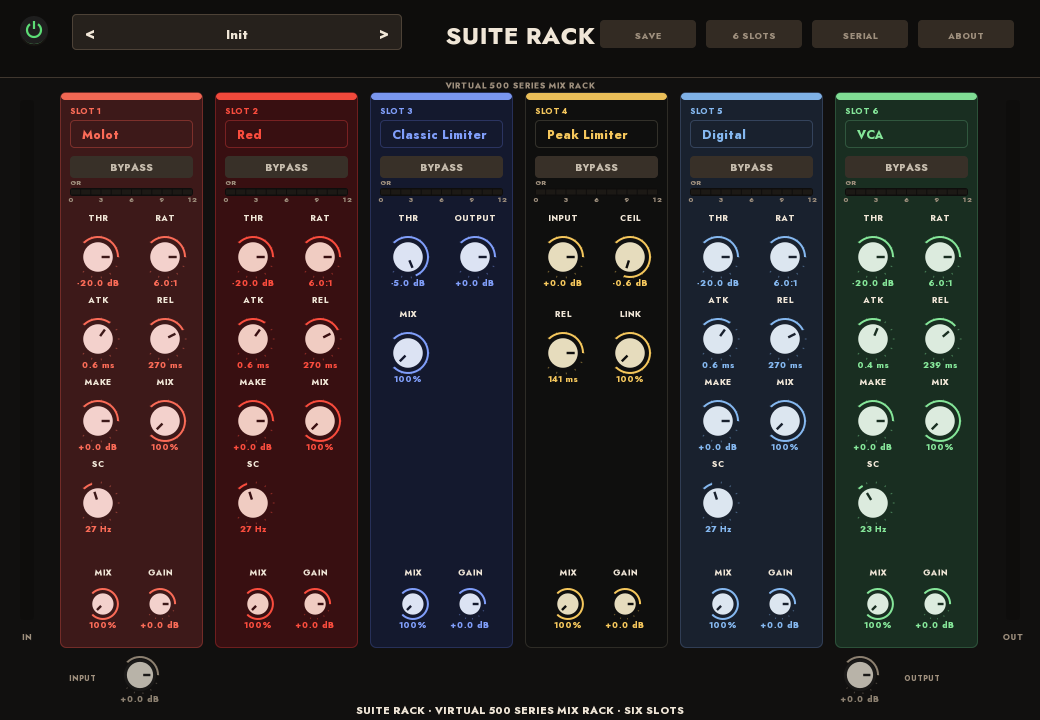 < Init >
SUITE RACK
SAVE
6 SLOTS
SERIAL
ABOUT
VIRTUAL 500 SERIES MIX RACK
SLOT 1
Molot
BYPASS
GR
0 3 6 9 12
THR RAT
-20.0 dB 6.0:1
ATK REL
0.6 ms 270 ms
MAKE MIX
+0.0 dB 100%
SC
27 Hz
MIX GAIN
100% +0.0 dB
SLOT 2
Red
BYPASS
GR
0 3 6 9 12
THR RAT
-20.0 dB 6.0:1
ATK REL
0.6 ms 270 ms
MAKE MIX
+0.0 dB 100%
SC
27 Hz
MIX GAIN
100% +0.0 dB
SLOT 3
Classic Limiter
BYPASS
GR
0 3 6 9 12
THR OUTPUT
-5.0 dB +0.0 dB
MIX
100%
MIX GAIN
100% +0.0 dB
SLOT 4
Peak Limiter
BYPASS
GR
0 3 6 9 12
INPUT CEIL
+0.0 dB -0.6 dB
REL LINK
141 ms 100%
MIX GAIN
100% +0.0 dB
SLOT 5
Digital
BYPASS
GR
0 3 6 9 12
THR RAT
-20.0 dB 6.0:1
ATK REL
0.6 ms 270 ms
MAKE MIX
+0.0 dB 100%
SC
27 Hz
MIX GAIN
100% +0.0 dB
SLOT 6
VCA
BYPASS
GR
0 3 6 9 12
THR RAT
-20.0 dB 6.0:1
ATK REL
0.4 ms 239 ms
MAKE MIX
+0.0 dB 100%
SC
23 Hz
MIX GAIN
100% +0.0 dB
IN
OUT
INPUT
+0.0 dB
OUTPUT
+0.0 dB
SUITE RACK · VIRTUAL 500 SERIES MIX RACK · SIX SLOTS